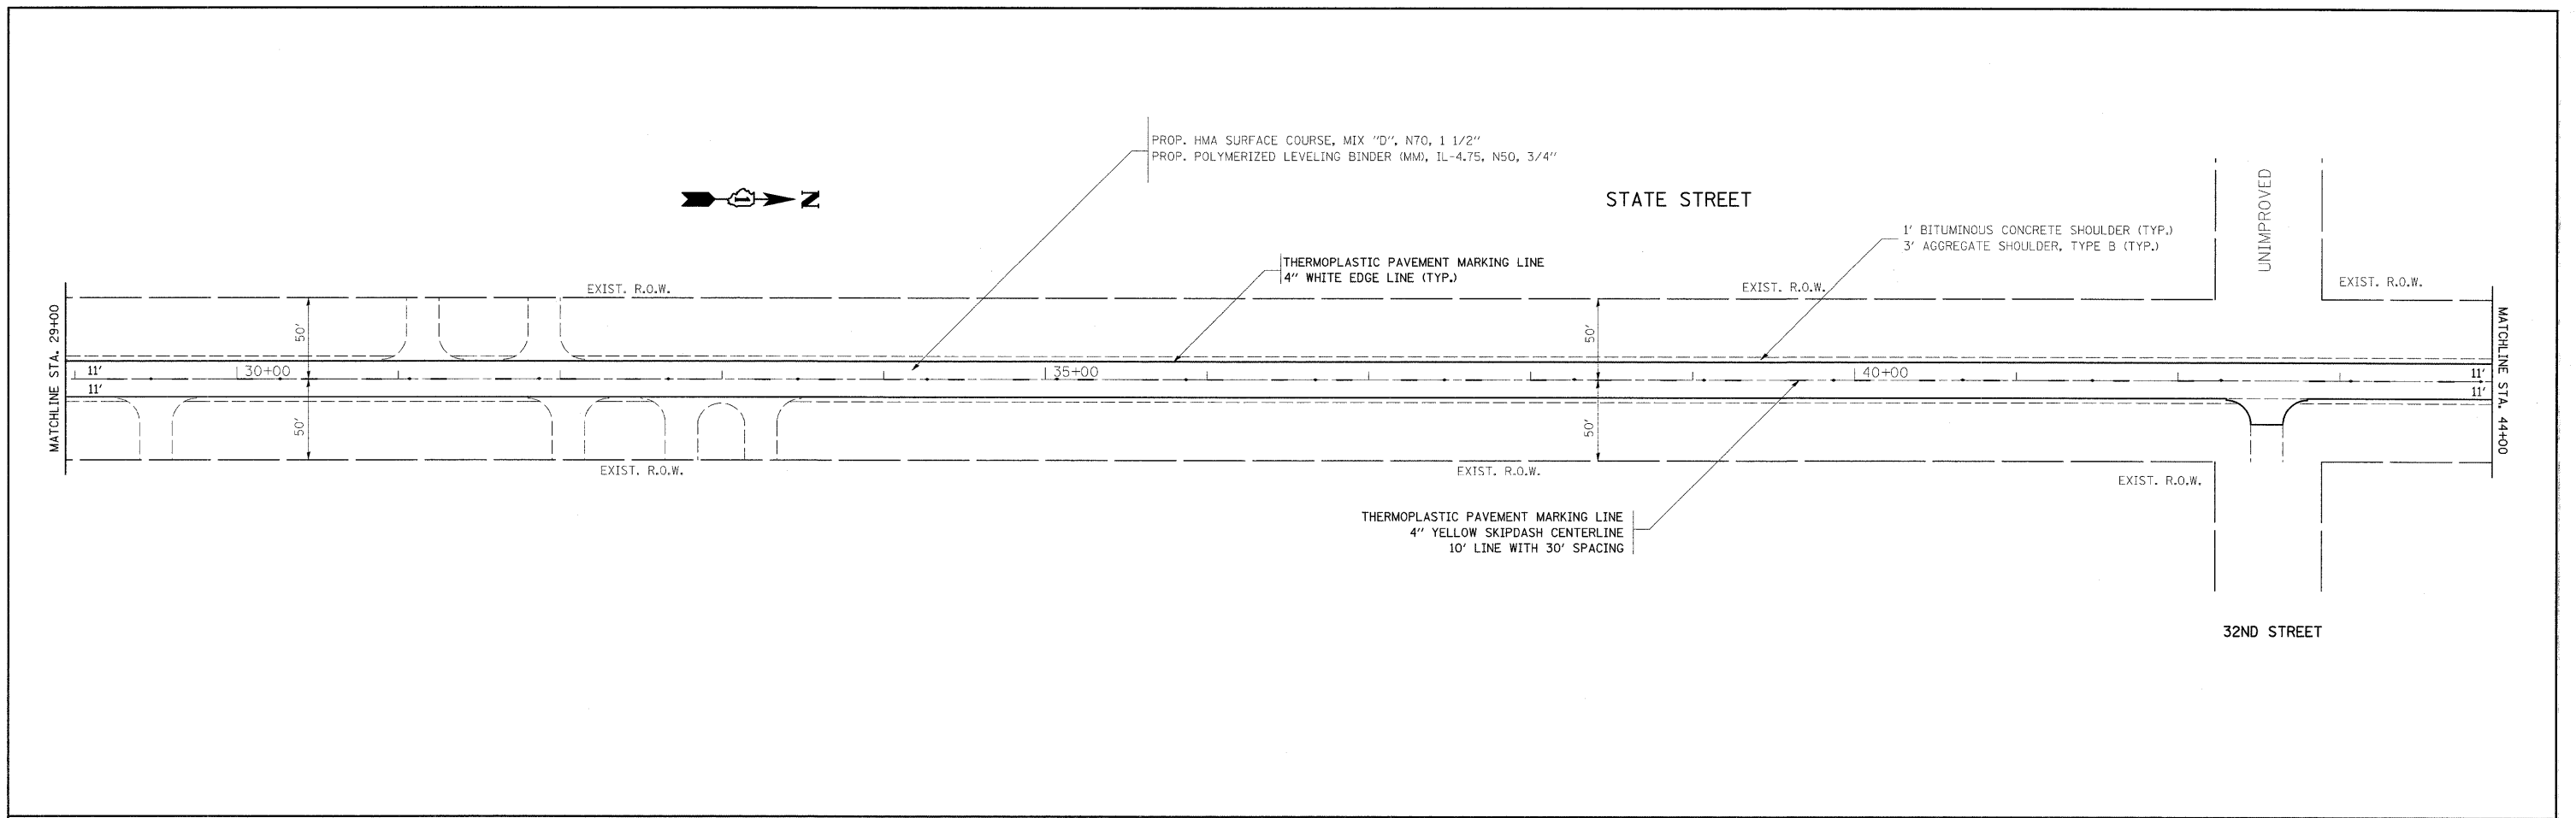 PROP. HMA SURFACE COURSE, MIX "D", N70, 1 1/2"
PROP. POLYMERIZED LEVELING BINDER (MM), IL-4.75, N50, 3/4"
1
N
STATE STREET
UNIMPROVED
1' BITUMINOUS CONCRETE SHOULDER (TYP.)
3' AGGREGATE SHOULDER, TYPE B (TYP.)
THERMOPLASTIC PAVEMENT MARKING LINE
4" WHITE EDGE LINE (TYP.)
EXIST. R.O.W.
EXIST. R.O.W.
EXIST. R.O.W.
MATCHLINE STA. 29+00
50'
50'
MATCHLINE STA. 44+00
11'
30+00
35+00
40+00
11'
11'
11'
50'
50'
EXIST. R.O.W.
EXIST. R.O.W.
EXIST. R.O.W.
THERMOPLASTIC PAVEMENT MARKING LINE
4" YELLOW SKIPDASH CENTERLINE
10' LINE WITH 30' SPACING
32ND STREET